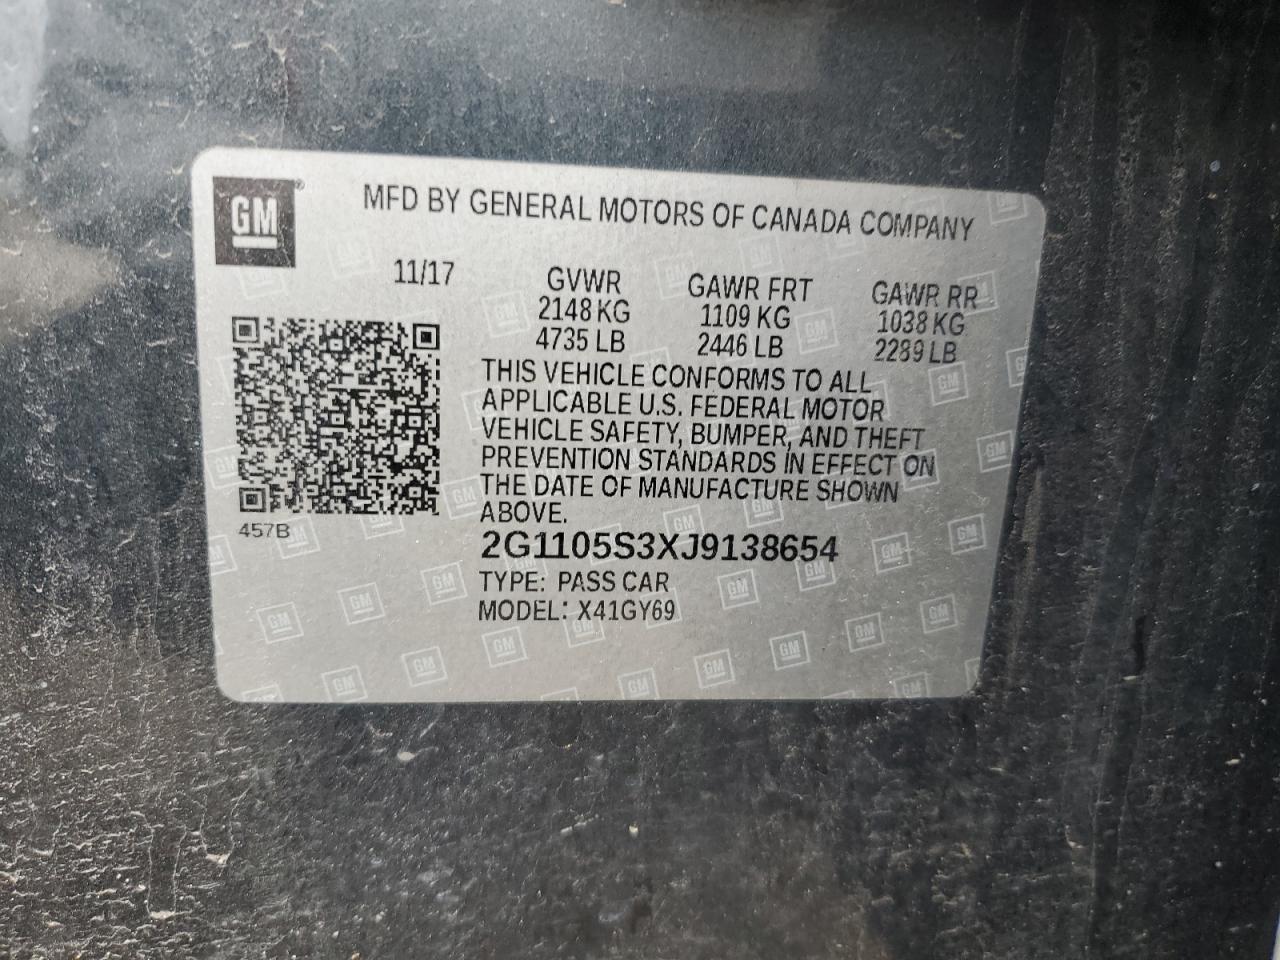 GM
MFD BY GENERAL MOTORS OF CANADA COMPANY
11/17 GVWR GAWR FRT GAWR RR
2148 KG 1109 KG 1038 KG
4735 LB 2446 LB 2289 LB
THIS VEHICLE CONFORMS TO ALL
APPLICABLE U.S. FEDERAL MOTOR
VEHICLE SAFETY, BUMPER, AND THEFT
PREVENTION STANDARDS IN EFFECT ON
THE DATE OF MANUFACTURE SHOWN
ABOVE.
457B
2G1105S3XJ9138654
TYPE: PASS CAR
MODEL: X41GY69